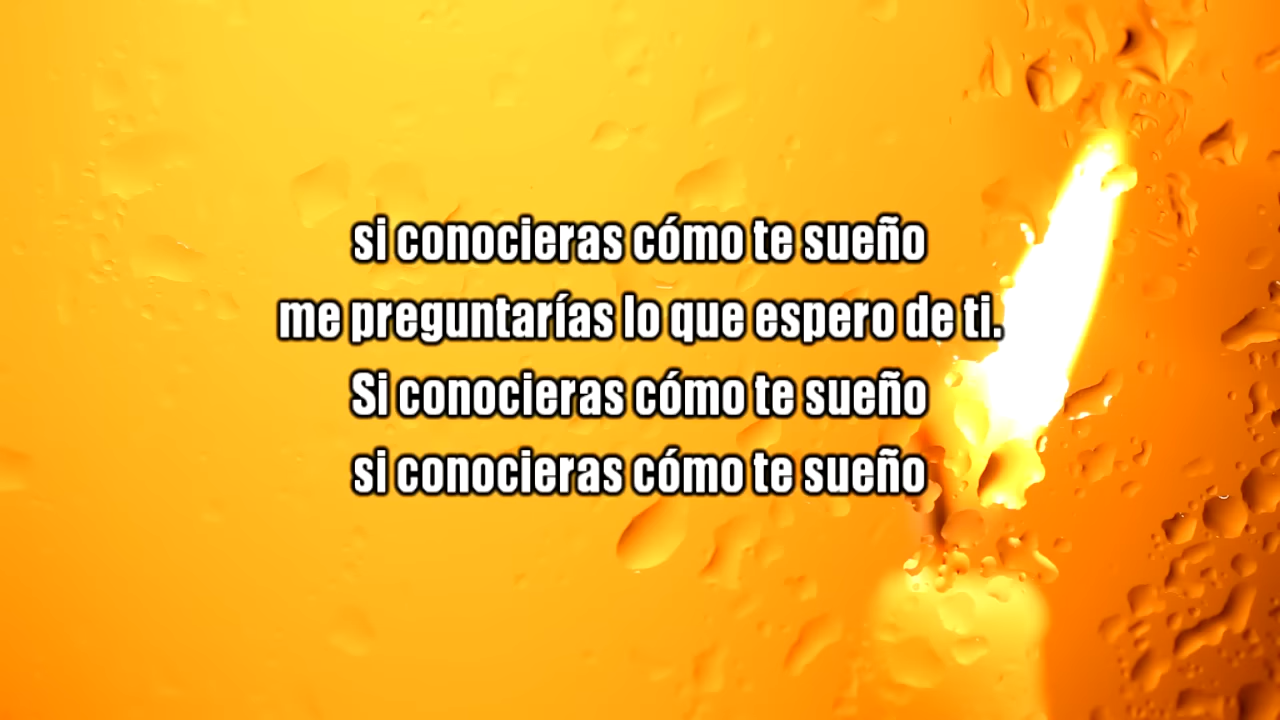 si conocieras cómo te sueño
me preguntarías lo que espero de ti.
Si conocieras cómo te sueño
si conocieras cómo te sueño